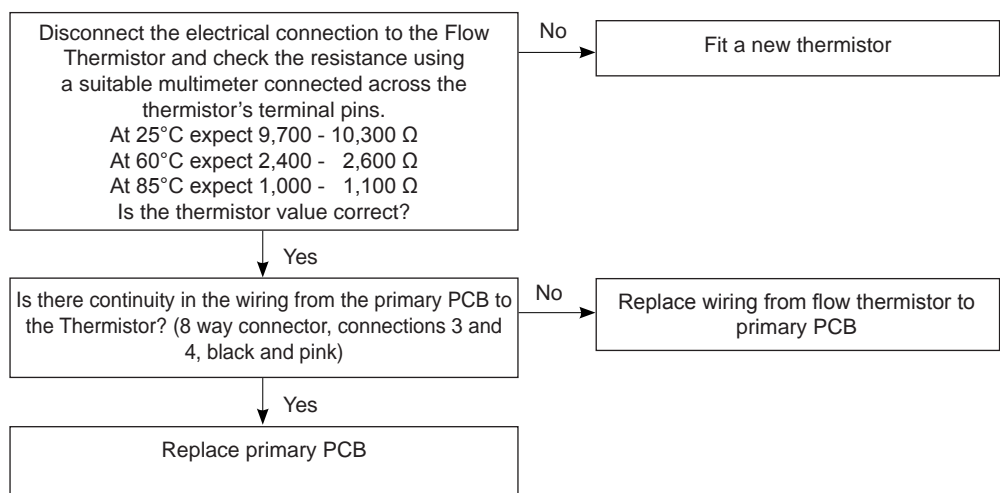 Disconnect the electrical connection to the Flow
Thermistor and check the resistance using
a suitable multimeter connected across the
thermistor's terminal pins.
At 25°C expect 9,700 - 10,300 Ω
At 60°C expect 2,400 - 2,600 Ω
At 85°C expect 1,000 - 1,100 Ω
Is the thermistor value correct?
No
Fit a new thermistor
Yes
Is there continuity in the wiring from the primary PCB to
the Thermistor? (8 way connector, connections 3 and
4, black and pink)
No
Replace wiring from flow thermistor to
primary PCB
Yes
Replace primary PCB